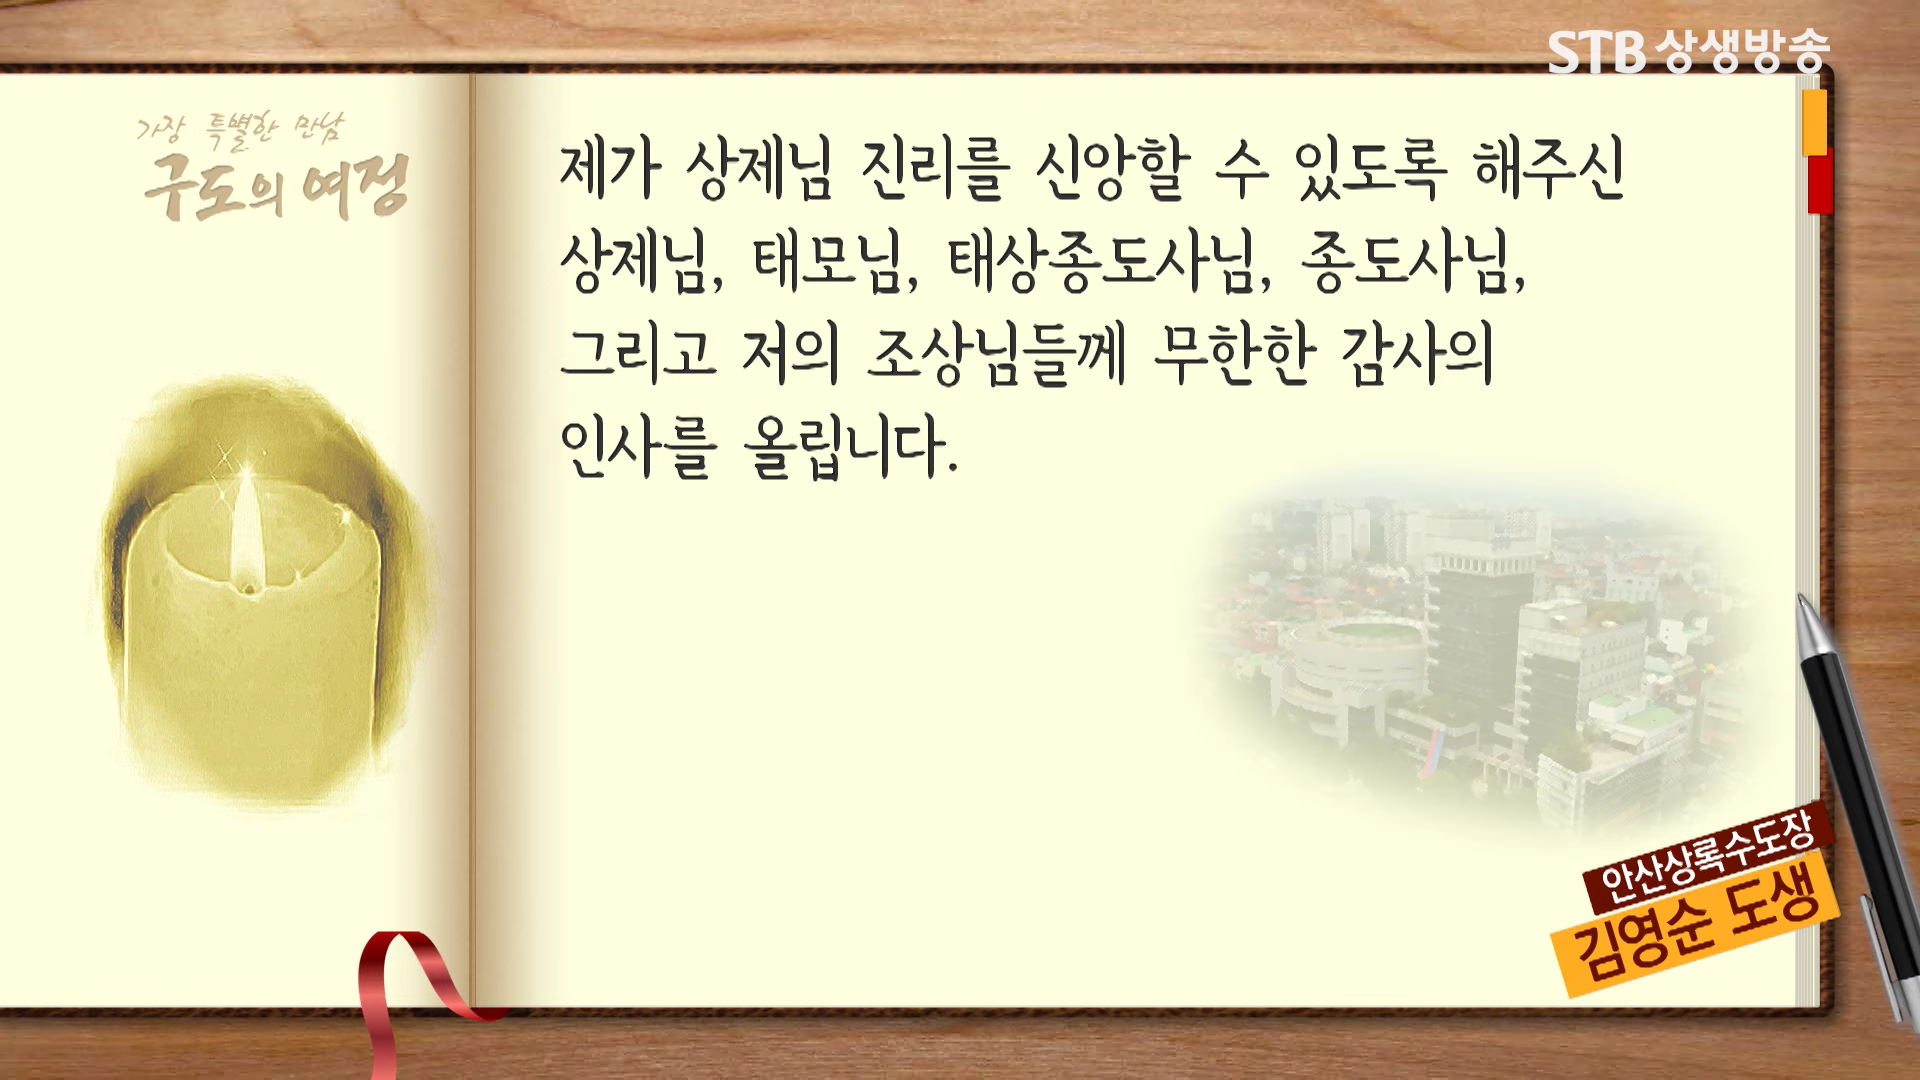 STB 상생방송
가장 특별한 만남
구도의 여정
제가 상제님 진리를 신앙할 수 있도록 해주신
상제님, 태모님, 태상종도사님, 종도사님,
그리고 저의 조상님들께 무한한 감사의
인사를 올립니다.
안산상록수도장
김영순 도생